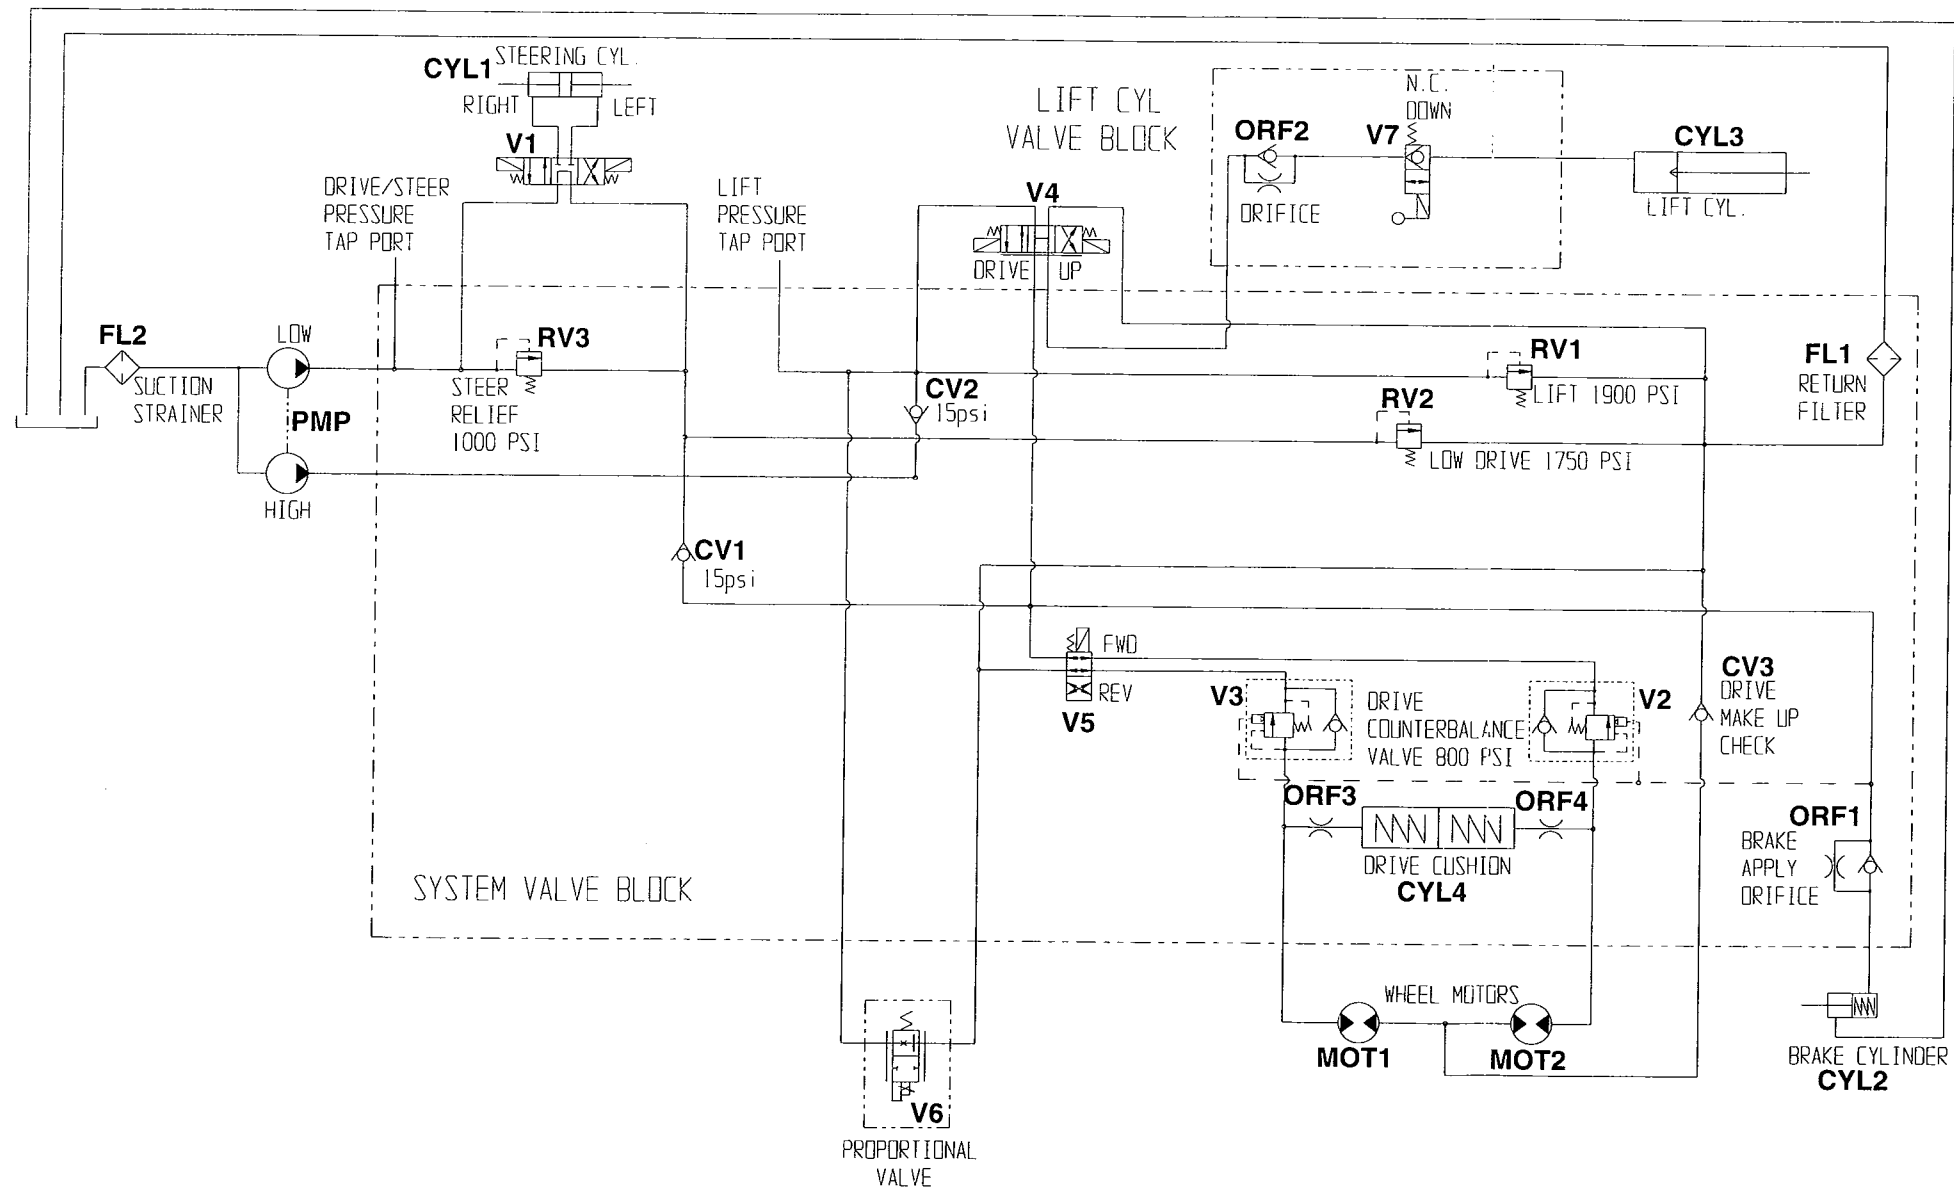 STEERING CYL.
CYL1
RIGHT
LEFT
V1
DRIVE/STEER
PRESSURE
TAP PORT
LIFT
PRESSURE
TAP PORT
LIFT CYL
VALVE BLOCK
N.C.
DOWN
ORF2
V7
CYL3
ORIFICE
LIFT CYL.
V4
DRIVE
UP
FL2
SUCTION
STRAINER
LOW
PMP
HIGH
RV3
STEER
RELIEF
1000 PSI
CV2
15psi
RV1
LIFT 1900 PSI
RV2
LOW DRIVE 1750 PSI
FL1
RETURN
FILTER
CV1
15psi
FWD
REV
V5
V3
DRIVE
COUNTERBALANCE
VALVE 800 PSI
V2
CV3
DRIVE
MAKE UP
CHECK
ORF3
ORF4
DRIVE CUSHION
CYL4
ORF1
BRAKE
APPLY
ORIFICE
SYSTEM VALVE BLOCK
WHEEL MOTORS
MOT1
MOT2
BRAKE CYLINDER
CYL2
V6
PROPORTIONAL
VALVE